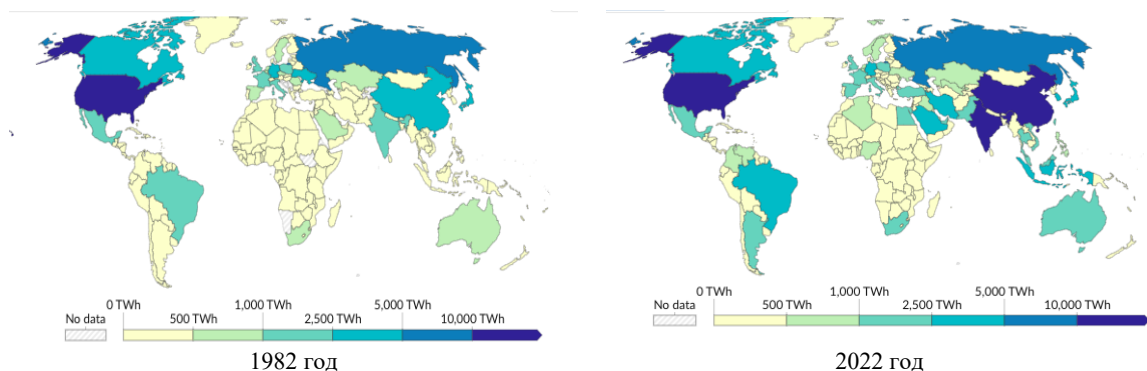 0 TWh
1,000 TWh
5,000 TWh
No data
500 TWh
2,500 TWh
10,000 TWh
1982 год
0 TWh
1,000 TWh
5,000 TWh
No data
500 TWh
2,500 TWh
10,000 TWh
2022 год